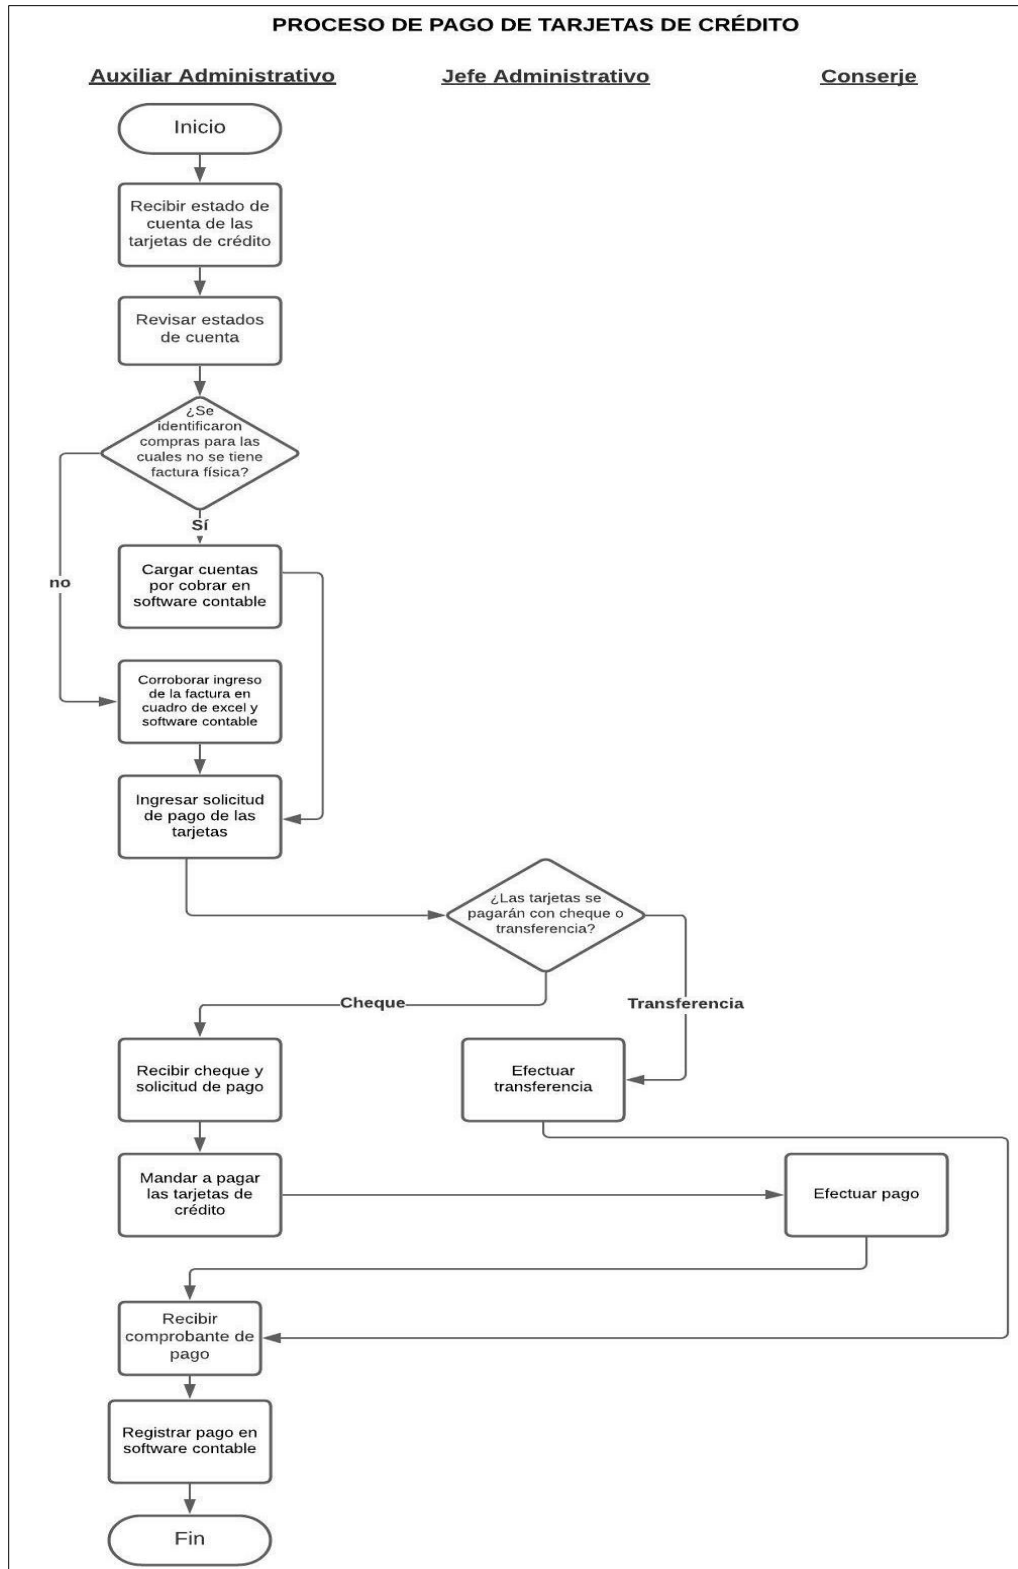 PROCESO DE PAGO DE TARJETAS DE CRÉDITO
Auxiliar Administrativo
Jefe Administrativo
Conserje
Inicio
Recibir estado de
cuenta de las
tarjetas de crédito
Revisar estados
de cuenta
¿Se
identificaron
compras para las
cuales no se tiene
factura física?
Sí
no
Cargar cuentas
por cobrar en
software contable
Corroborar ingreso
de la factura en
cuadro de excel y
software contable
Ingresar solicitud
de pago de las
tarjetas
¿Las tarjetas se
pagarán con cheque o
transferencia?
Cheque
Transferencia
Recibir cheque y
solicitud de pago
Efectuar
transferencia
Mandar a pagar
las tarjetas de
crédito
Efectuar pago
Recibir
comprobante de
pago
Registrar pago en
software contable
Fin